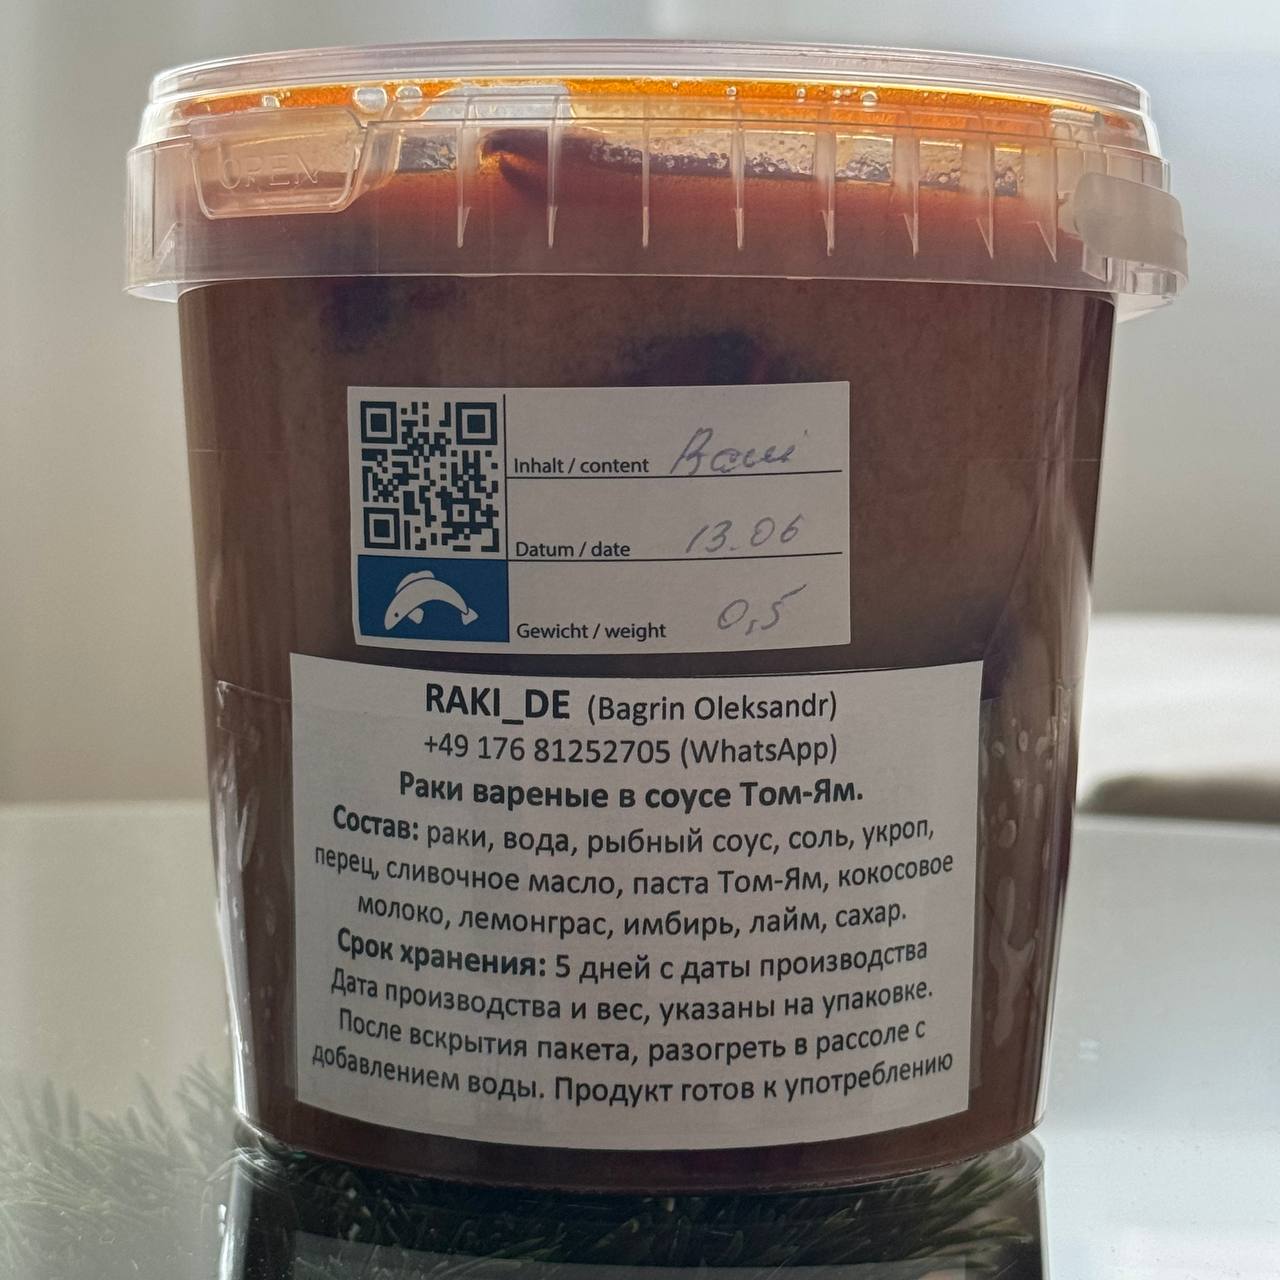 OPEN
Inhalt / content Раки
Datum / date 13.06
Gewicht / weight 0,5
RAKI_DE (Bagrin Oleksandr)
+49 176 81252705 (WhatsApp)
Раки вареные в соусе Том-Ям.
Состав: раки, вода, рыбный соус, соль, укроп,
перец, сливочное масло, паста Том-Ям, кокосовое
молоко, лемонграс, имбирь, лайм, сахар.
Срок хранения: 5 дней с даты производства
Дата производства и вес, указаны на упаковке.
После вскрытия пакета, разогреть в рассоле с
добавлением воды. Продукт готов к употреблению